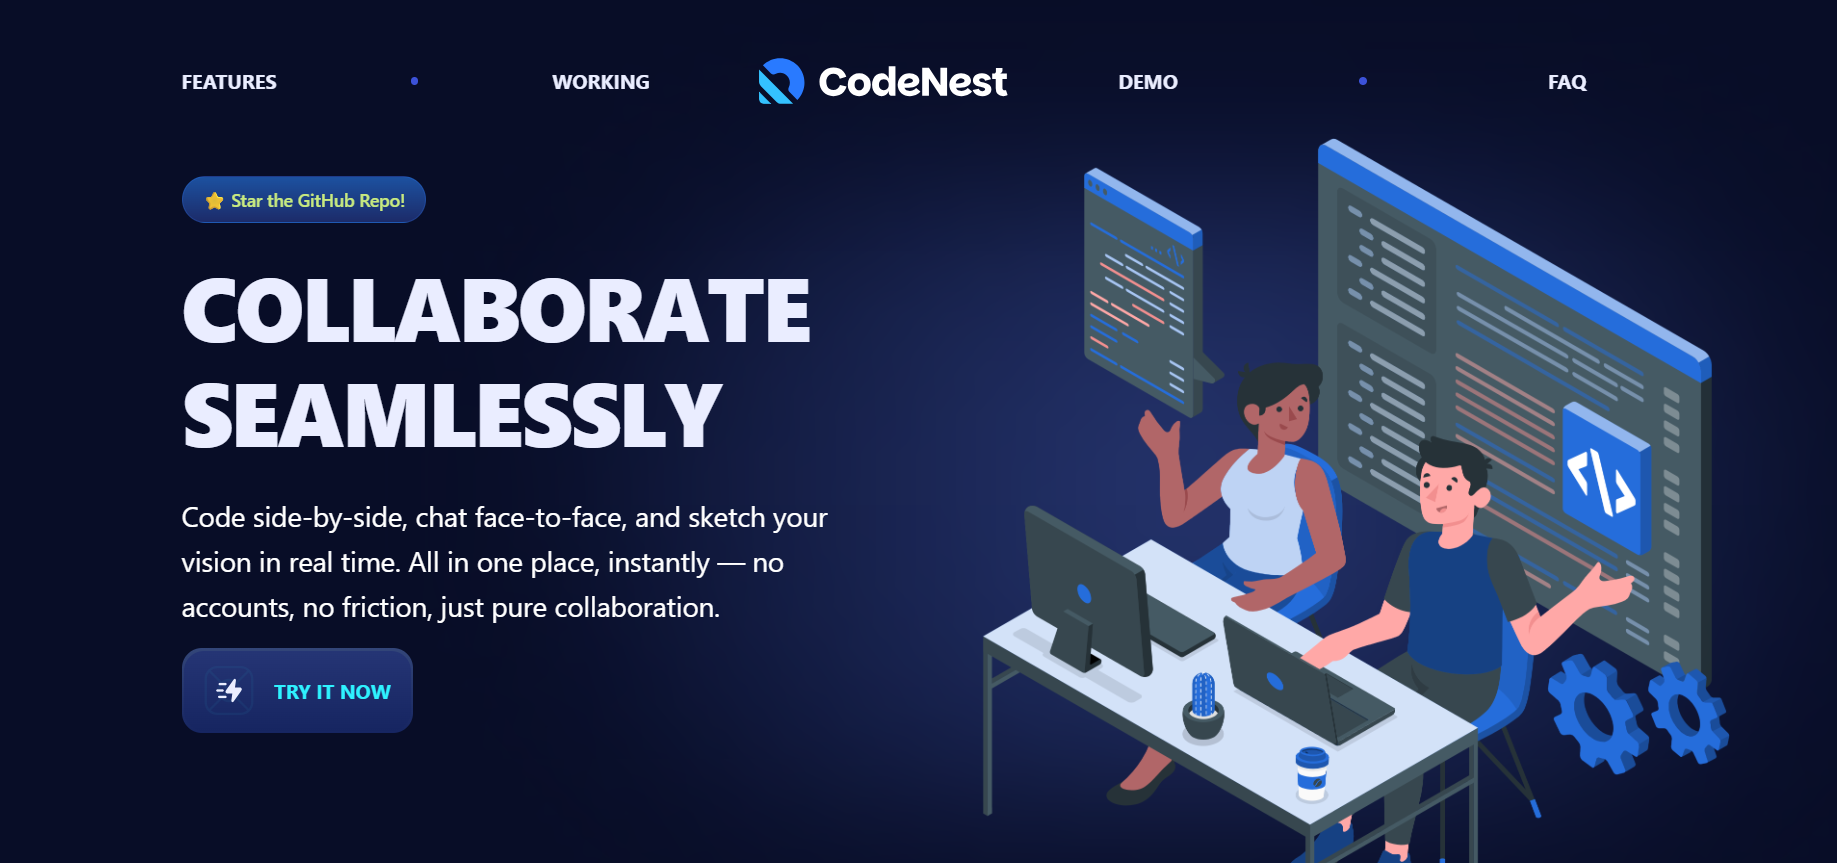 FEATURES
WORKING
CodeNest
DEMO
FAQ
Star the GitHub Repo!
COLLABORATE
SEAMLESSLY
Code side-by-side, chat face-to-face, and sketch your
vision in real time. All in one place, instantly — no
accounts, no friction, just pure collaboration.
TRY IT NOW